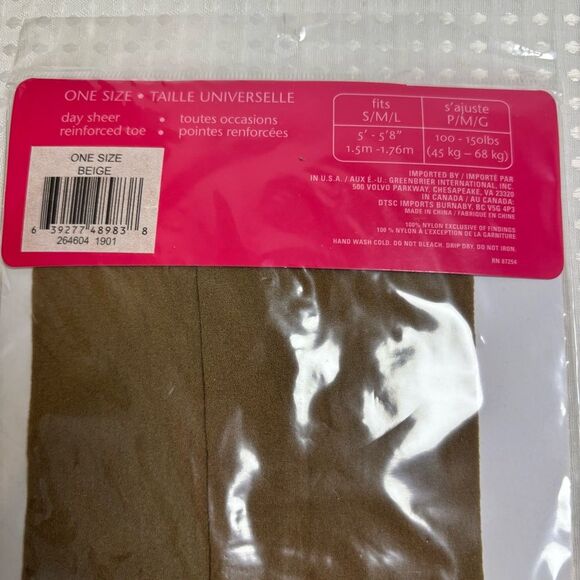 ONE SIZE • TAILLE UNIVERSELLE
day sheer • toutes occasions
reinforced toe • pointes renforcées
fits
S/M/L
s'ajuste
P/M/G
5' - 5'8"
1.5m -1.76m
100 - 150lbs
(45 kg – 68 kg)
ONE SIZE
BEIGE
6 39277 48983 8
264604 1901
IMPORTED BY / IMPORTÉ PAR
IN U.S.A. / AUX É.-U.: GREENBRIER INTERNATIONAL, INC.
500 VOLVO PARKWAY, CHESAPEAKE, VA 23320
IN CANADA / AU CANADA:
DTSC IMPORTS BURNABY, BC V5G 4P3
MADE IN CHINA / FABRIQUÉ EN CHINE
100% NYLON EXCLUSIVE OF FINDINGS
100 % NYLON À L'EXCEPTION DE LA GARNITURE
HAND WASH COLD. DO NOT BLEACH. DRIP DRY. DO NOT IRON.
RN 87254